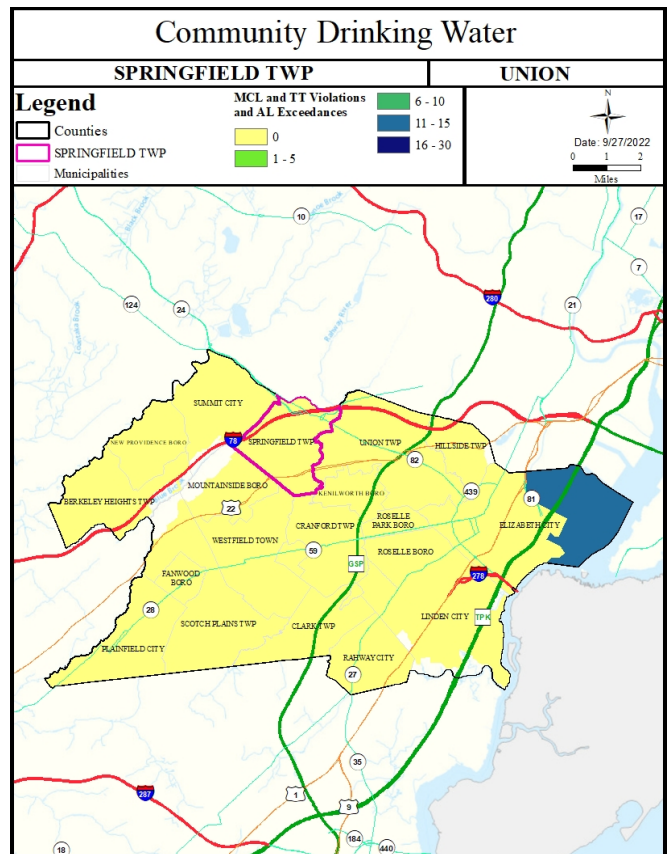 Community Drinking Water
SPRINGFIELD TWP
UNION
Legend
Counties
SPRINGFIELD TWP
Municipalities
MCL and TT Violations
and AL Exceedances
0
1 - 5
6 - 10
11 - 15
16 - 30
N
Date: 9/27/2022
0 1 2
Miles
10
17
7
280
124
24
21
Black Brook
Rahway River
SUMMIT CITY
NEW PROVIDENCE BORO
78
SPRINGFIELD TWP
UNION TWP
HILLSIDE TWP
82
MOUNTAINSIDE BORO
KENILWORTH BORO
439
BERKELEY HEIGHTS TWP
22
81
ROSELLE
PARK BORO
CRANFORD TWP
ELIZABETH CITY
WESTFIELD TOWN
59
ROSELLE BORO
GSP
278
FANWOOD
BORO
28
SCOTCH PLAINS TWP
CLARK TWP
LINDEN CITY
TPK
PLAINFIELD CITY
RAHWAY CITY
27
35
287
1
9
18
184
440